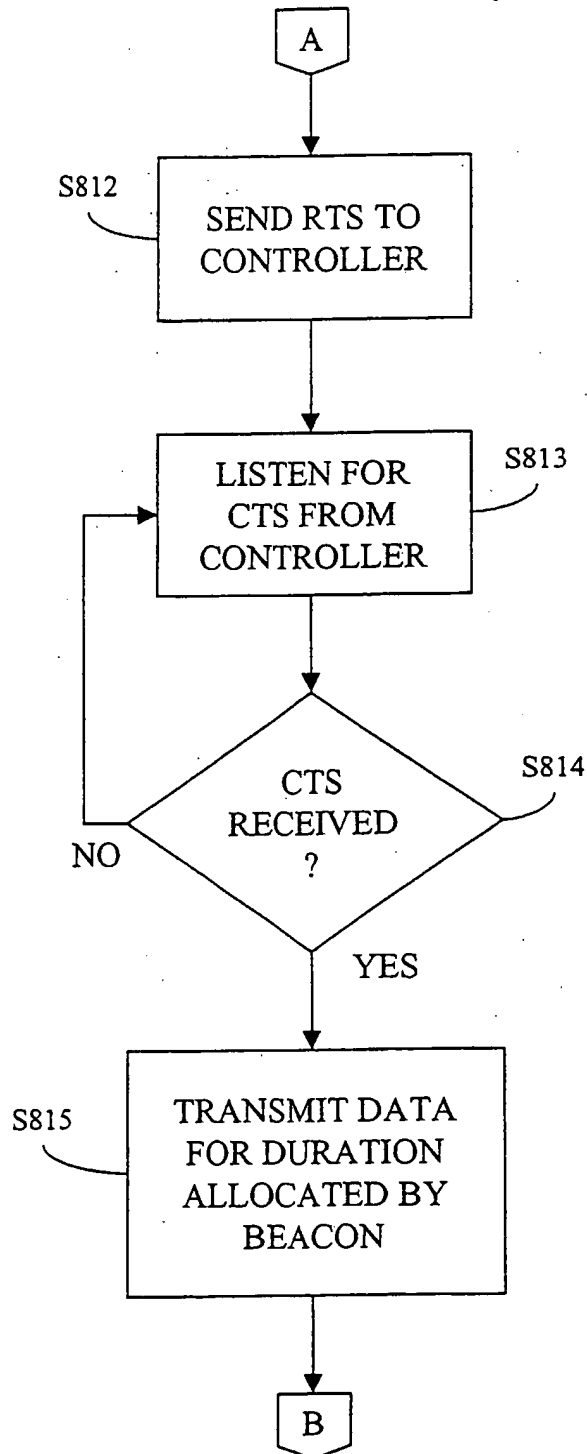 A
S812
SEND RTS TO
CONTROLLER
LISTEN FOR
CTS FROM
CONTROLLER
S813
CTS
RECEIVED
?
S814
NO
YES
S815
TRANSMIT DATA
FOR DURATION
ALLOCATED BY
BEACON
B